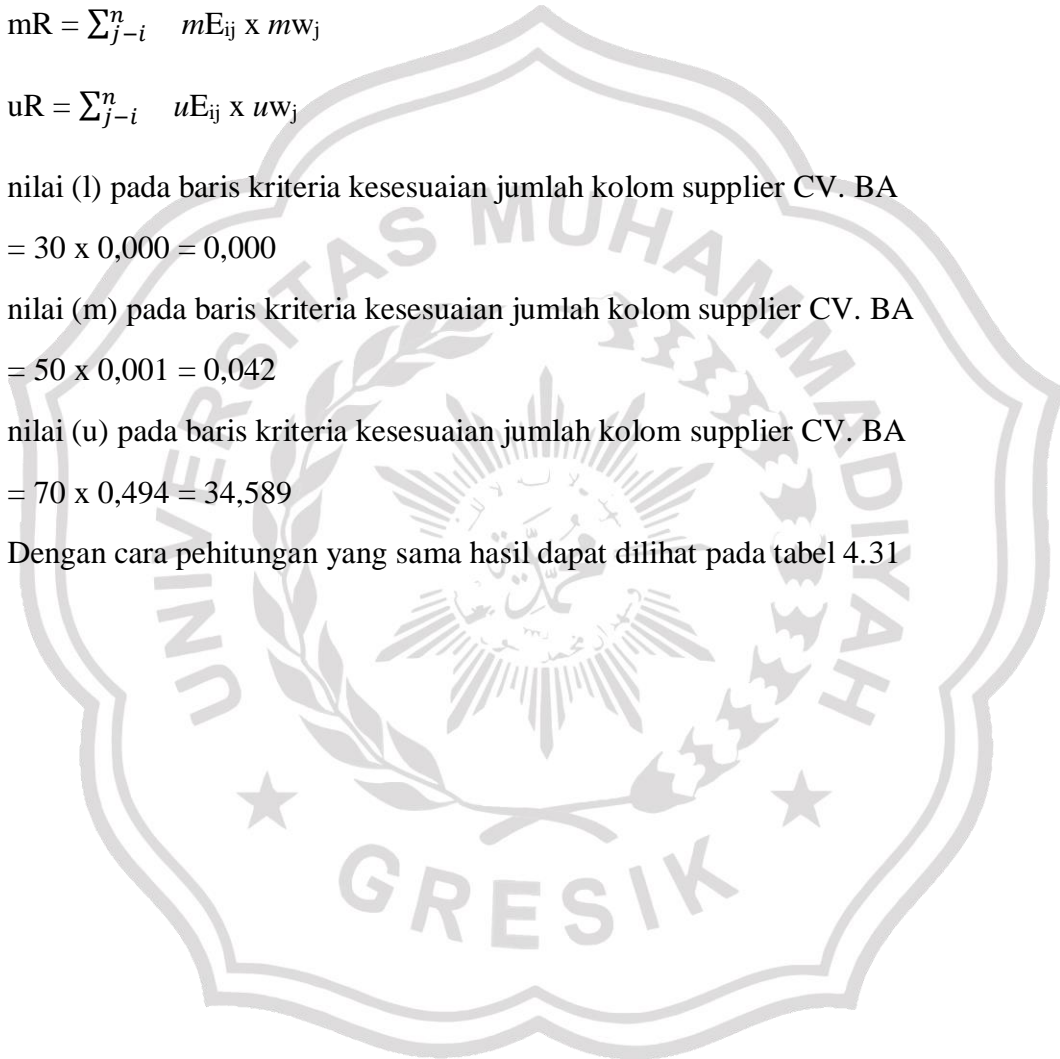 mR = ∑ⁿⱼ₋ᵢ mEᵢⱼ x mwⱼ
uR = ∑ⁿⱼ₋ᵢ uEᵢⱼ x uwⱼ
nilai (l) pada baris kriteria kesesuaian jumlah kolom supplier CV. BA
= 30 x 0,000 = 0,000
nilai (m) pada baris kriteria kesesuaian jumlah kolom supplier CV. BA
= 50 x 0,001 = 0,042
nilai (u) pada baris kriteria kesesuaian jumlah kolom supplier CV. BA
= 70 x 0,494 = 34,589
Dengan cara pehitungan yang sama hasil dapat dilihat pada tabel 4.31
UNIVERSITAS MUHAMMADIYAH
GRESIK